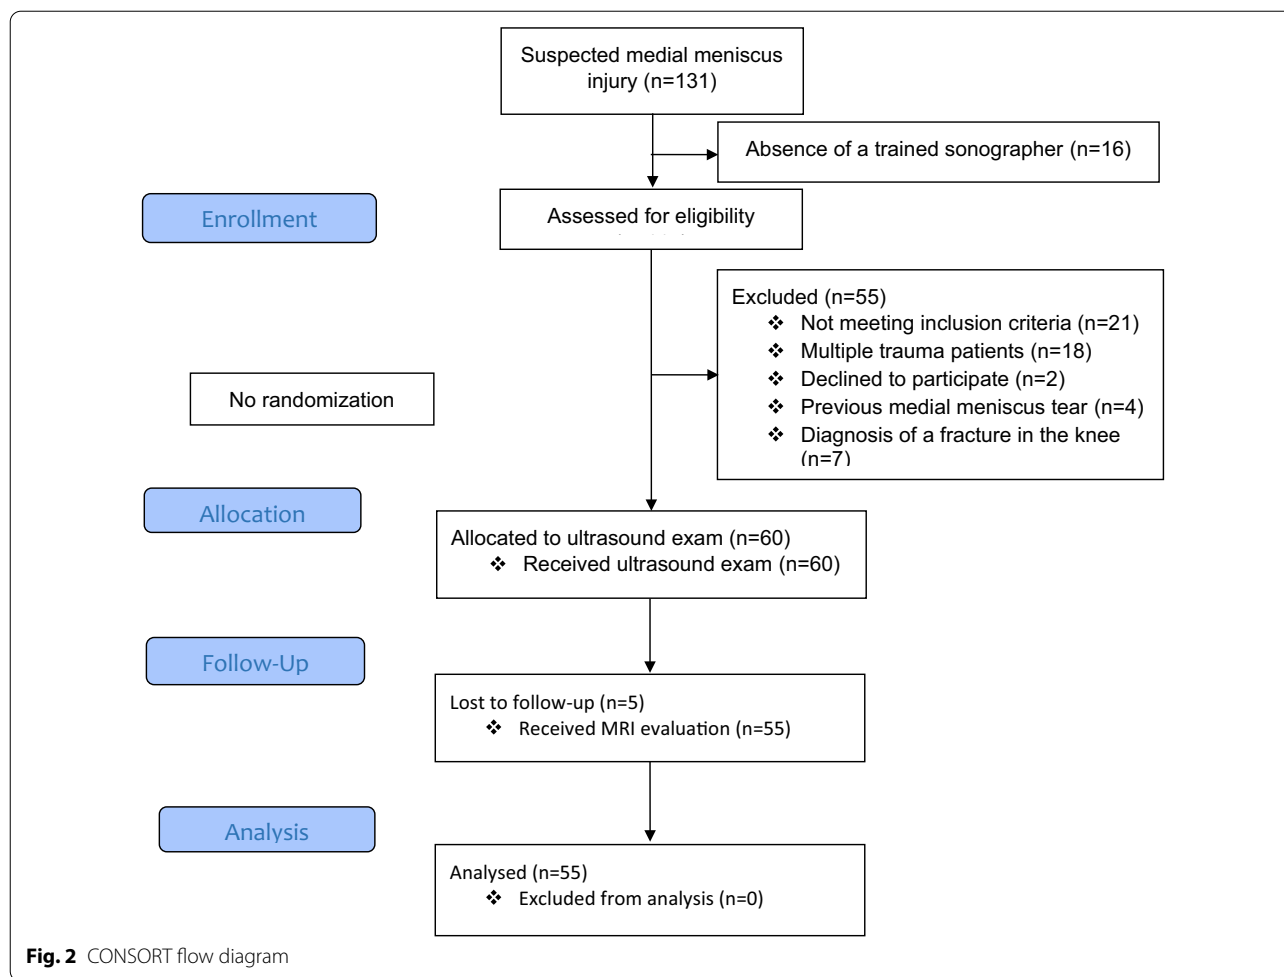 Suspected medial meniscus
injury (n=131)
Absence of a trained sonographer (n=16)
Enrollment
Assessed for eligibility
Excluded (n=55)
❖ Not meeting inclusion criteria (n=21)
❖ Multiple trauma patients (n=18)
❖ Declined to participate (n=2)
❖ Previous medial meniscus tear (n=4)
❖ Diagnosis of a fracture in the knee
(n=7)
No randomization
Allocation
Allocated to ultrasound exam (n=60)
❖ Received ultrasound exam (n=60)
Follow-Up
Lost to follow-up (n=5)
❖ Received MRI evaluation (n=55)
Analysis
Analysed (n=55)
❖ Excluded from analysis (n=0)
Fig. 2 CONSORT flow diagram